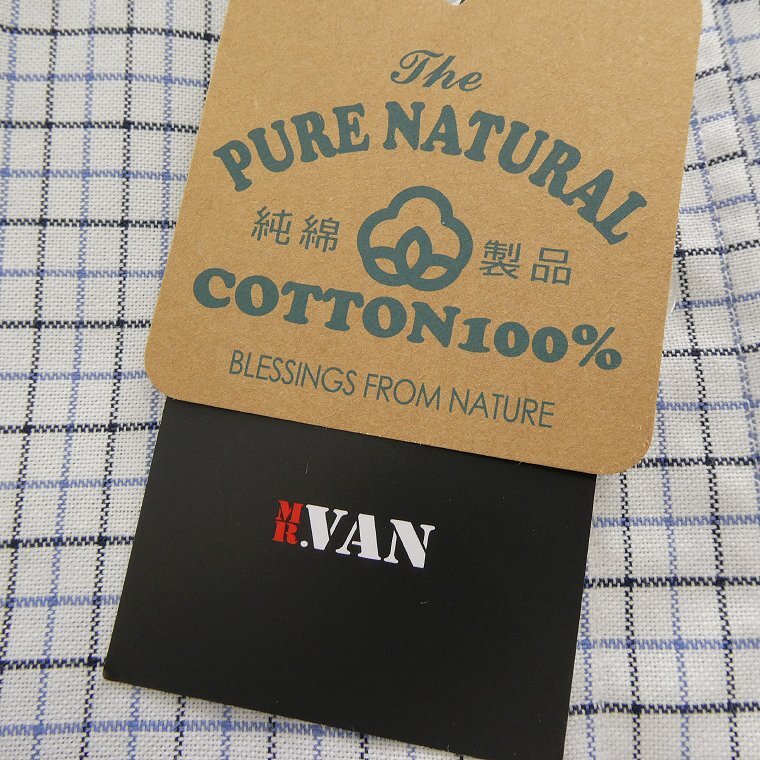 The
PURE NATURAL
純綿 製品
COTTON100%
BLESSINGS FROM NATURE
MR.VAN